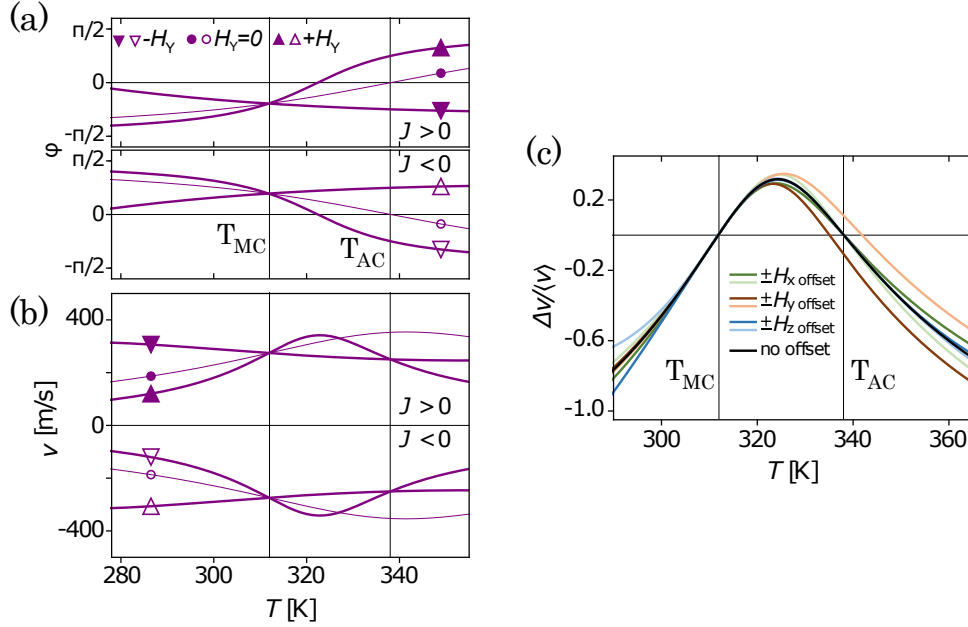 (a)
π/2
▼▽-H_Y ●○H_Y=0 ▲△+H_Y
0
-π/2
J > 0
φ
π/2
J < 0
0
T_MC
T_AC
-π/2
(b)
400
J > 0
0
J < 0
v [m/s]
-400
280 300 320 340
T [K]
(c)
0.2
-0.2
-0.6
-1.0
Δv/⟨v⟩
±H_x offset
±H_y offset
±H_z offset
no offset
T_MC
T_AC
300 320 340 360
T [K]